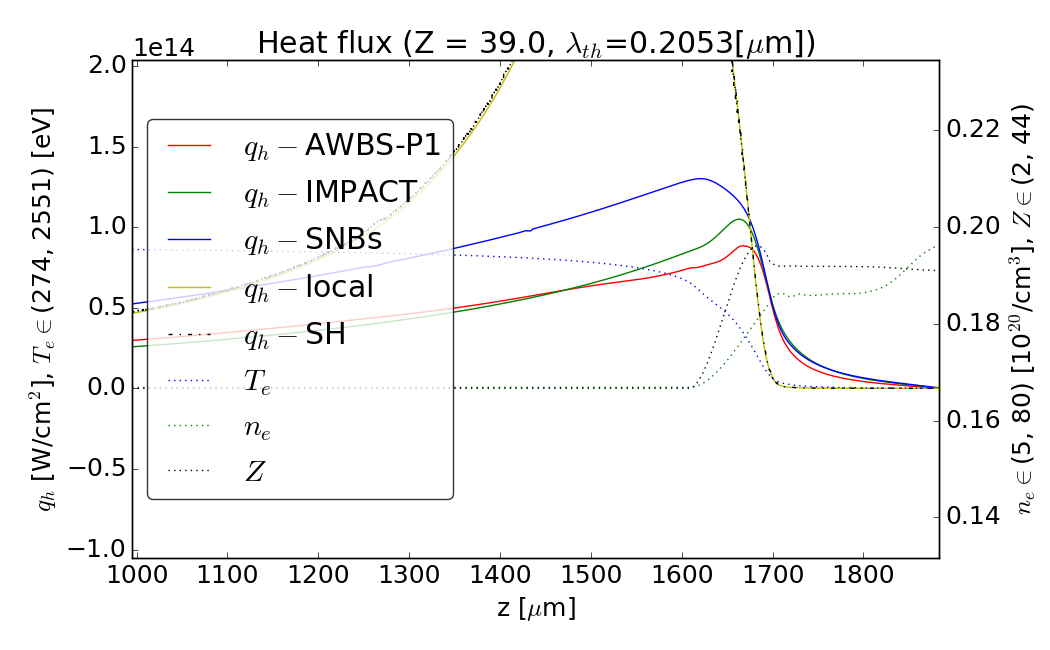 Heat flux (Z = 39.0, λ_th=0.2053[μm])
1e14
2.0
1.5
1.0
0.5
0.0
−0.5
−1.0
q_h [W/cm²], T_e ∈ (274, 2551) [eV]
q_h − AWBS-P1
q_h − IMPACT
q_h − SNBs
q_h − local
q_h − SH
T_e
n_e
Z
0.22
0.20
0.18
0.16
0.14
n_e ∈ (5, 80) [10²⁰/cm³], Z ∈ (2, 44)
1000 1100 1200 1300 1400 1500 1600 1700 1800
z [μm]